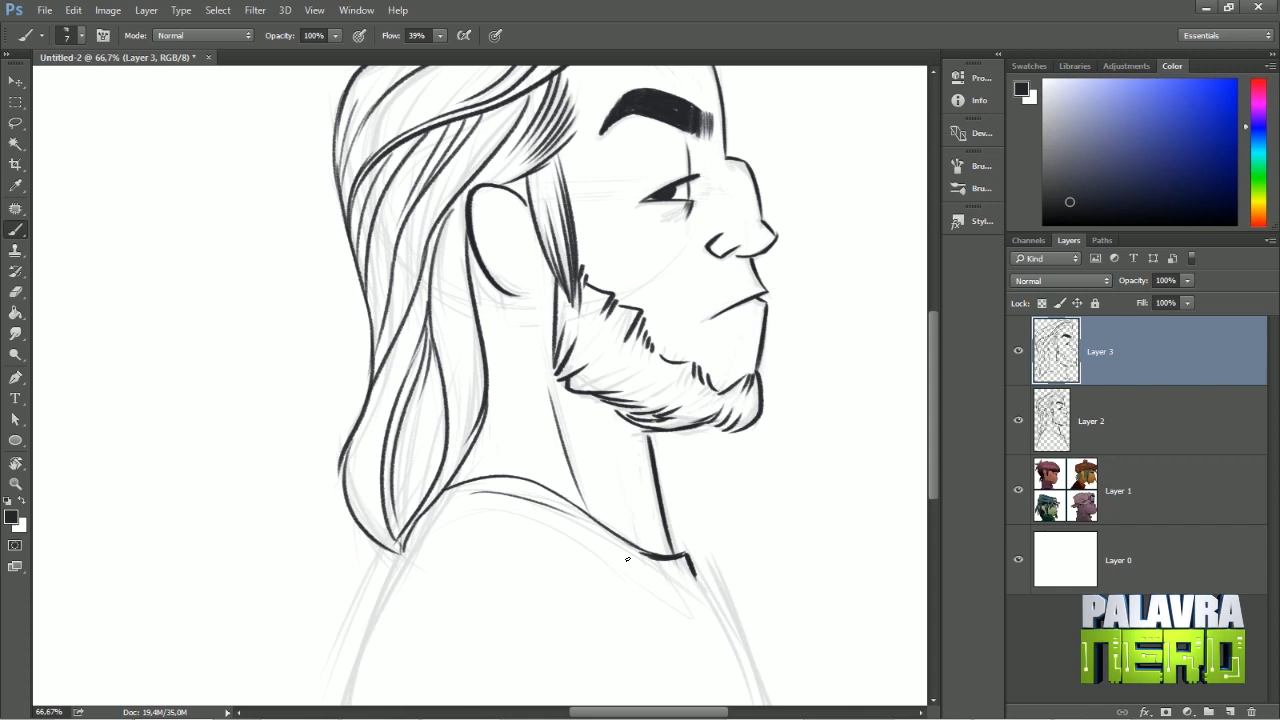 Ps File Edit Image Layer Type Select Filter 3D View Window Help
7 Mode: Normal Opacity: 100% Flow: 39% Essentials
Untitled-2 @ 66,7% (Layer 3, RGB/8) * ×
Swatches Libraries Adjustments Color
Pro...
Info
Dev...
Bru...
Bru...
Styl...
Channels Layers Paths
Kind
Normal Opacity: 100%
Lock: Fill: 100%
Layer 3
Layer 2
Layer 1
Layer 0
PALAVRA
NERD
66,67% Doc: 19,4M/35,0M